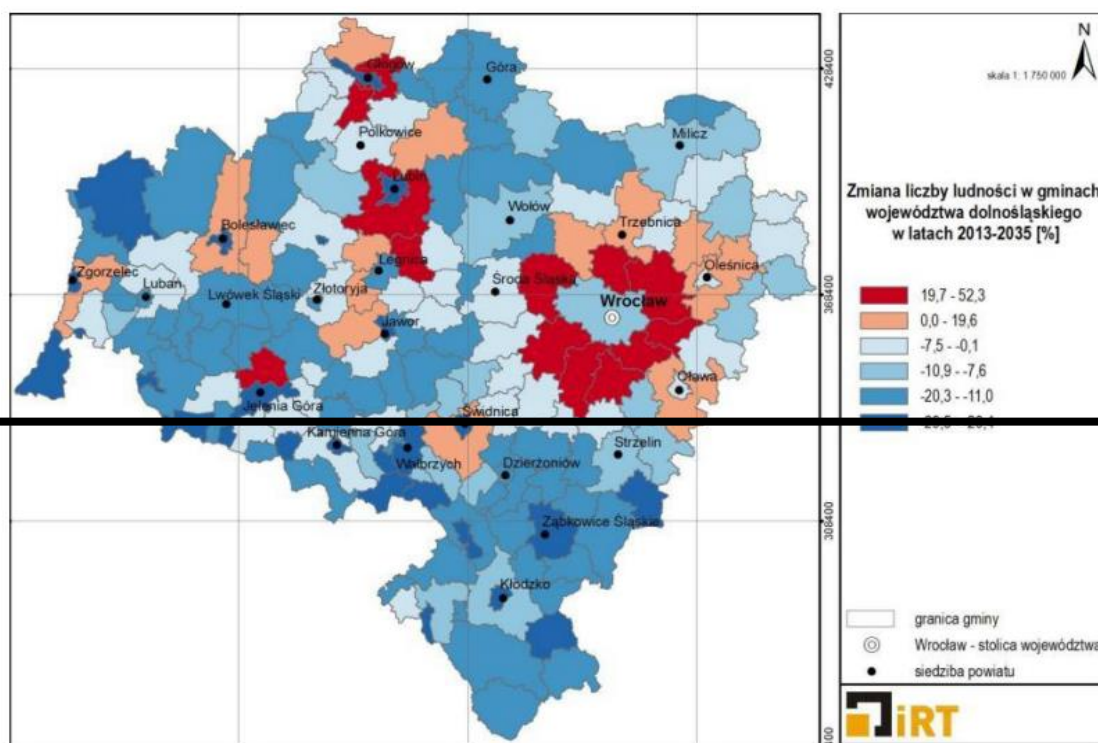 N
skala 1: 1 750 000
428400
Głogów
Góra
Polkowice
Milicz
Lubin
Wołów
Trzebnica
Bolesławiec
Legnica
Oleśnica
Zgorzelec
Lubań
Lwówek Śląski
Złotoryja
Środa Śląska
Wrocław
368400
Jawor
Oława
Jelenia Góra
Świdnica
Kamienna Góra
Wałbrzych
Dzierżoniów
Strzelin
308400
Ząbkowice Śląskie
Kłodzko
Zmiana liczby ludności w gminach
województwa dolnośląskiego
w latach 2013-2035 [%]
19,7 - 52,3
0,0 - 19,6
-7,5 - -0,1
-10,9 - -7,6
-20,3 - -11,0
granica gminy
Wrocław - stolica województwa
siedziba powiatu
iRT